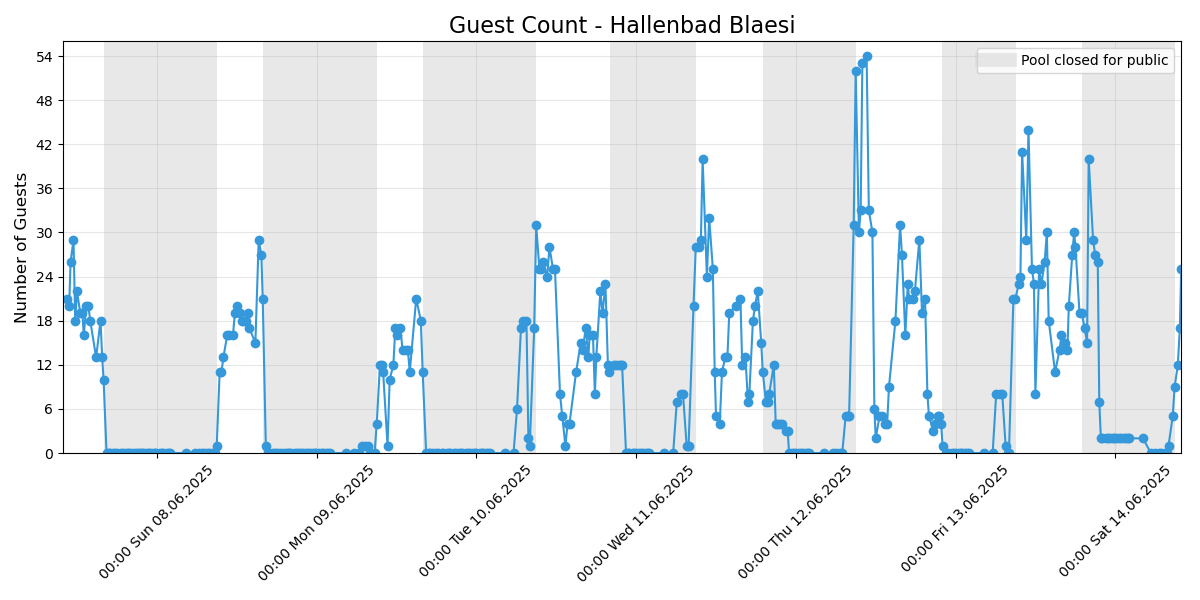 Guest Count - Hallenbad Blaesi
Pool closed for public
Number of Guests
54
48
42
36
30
24
18
12
6
0
00:00 Sun 08.06.2025
00:00 Mon 09.06.2025
00:00 Tue 10.06.2025
00:00 Wed 11.06.2025
00:00 Thu 12.06.2025
00:00 Fri 13.06.2025
00:00 Sat 14.06.2025